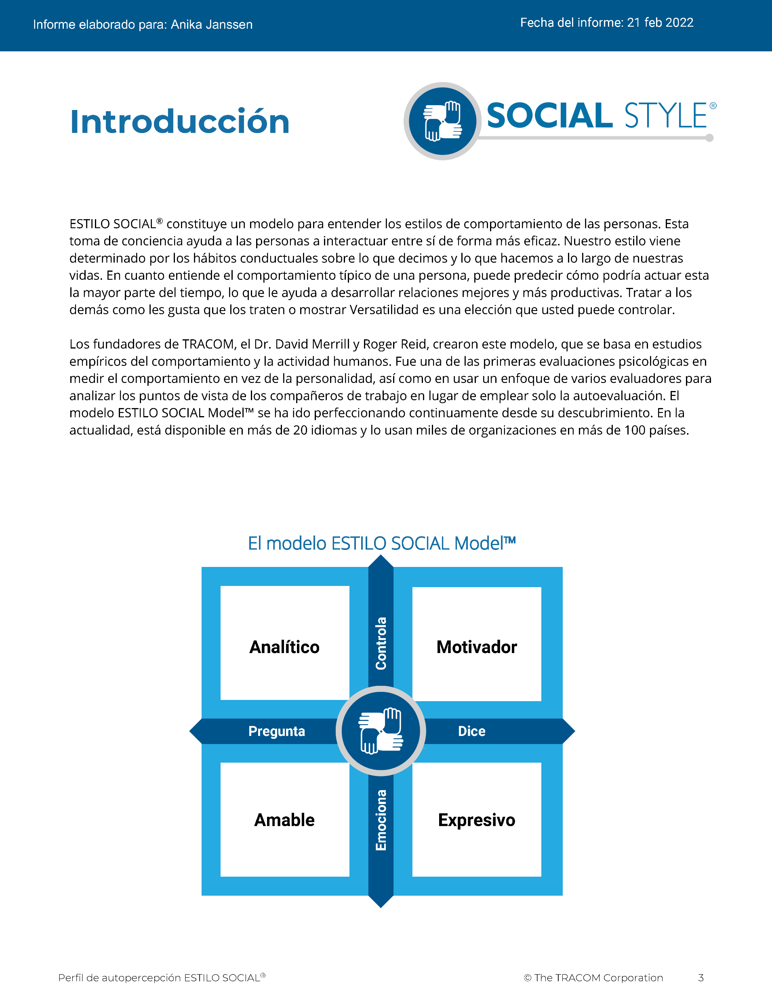 Informe elaborado para: Anika Janssen
Fecha del informe: 21 feb 2022
Introducción
SOCIAL STYLE®
ESTILO SOCIAL® constituye un modelo para entender los estilos de comportamiento de las personas. Esta
toma de conciencia ayuda a las personas a interactuar entre sí de forma más eficaz. Nuestro estilo viene
determinado por los hábitos conductuales sobre lo que decimos y lo que hacemos a lo largo de nuestras
vidas. En cuanto entiende el comportamiento típico de una persona, puede predecir cómo podría actuar esta
la mayor parte del tiempo, lo que le ayuda a desarrollar relaciones mejores y más productivas. Tratar a los
demás como les gusta que los traten o mostrar Versatilidad es una elección que usted puede controlar.
Los fundadores de TRACOM, el Dr. David Merrill y Roger Reid, crearon este modelo, que se basa en estudios
empíricos del comportamiento y la actividad humanos. Fue una de las primeras evaluaciones psicológicas en
medir el comportamiento en vez de la personalidad, así como en usar un enfoque de varios evaluadores para
analizar los puntos de vista de los compañeros de trabajo en lugar de emplear solo la autoevaluación. El
modelo ESTILO SOCIAL Model™ se ha ido perfeccionando continuamente desde su descubrimiento. En la
actualidad, está disponible en más de 20 idiomas y lo usan miles de organizaciones en más de 100 países.
El modelo ESTILO SOCIAL Model™
Analítico
Controla
Motivador
Pregunta
Dice
Amable
Emociona
Expresivo
Perfil de autopercepción ESTILO SOCIAL®
© The TRACOM Corporation
3